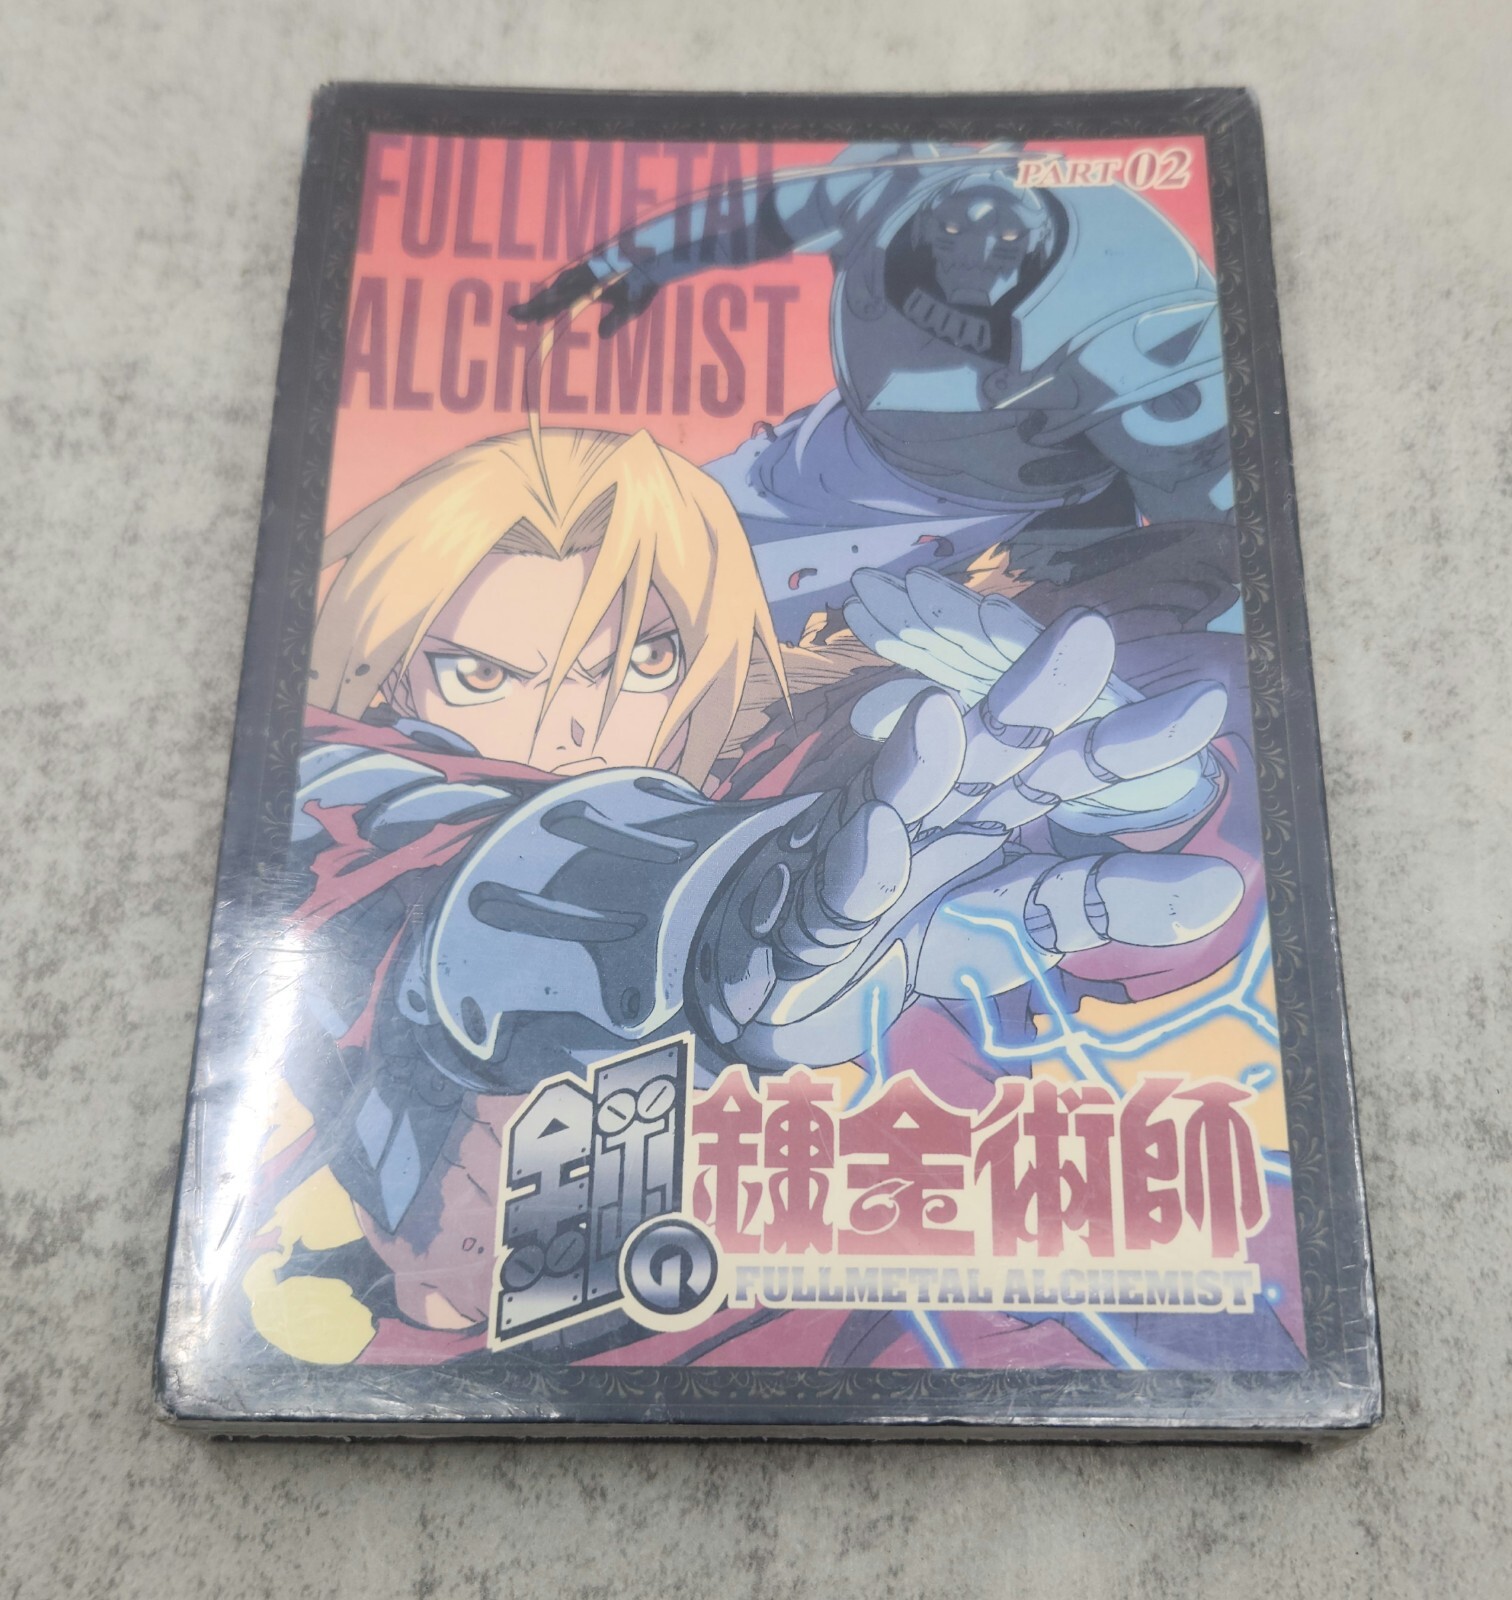 FULLMETAL
ALCHEMIST
PART 02
鋼の錬金術師
FULLMETAL ALCHEMIST